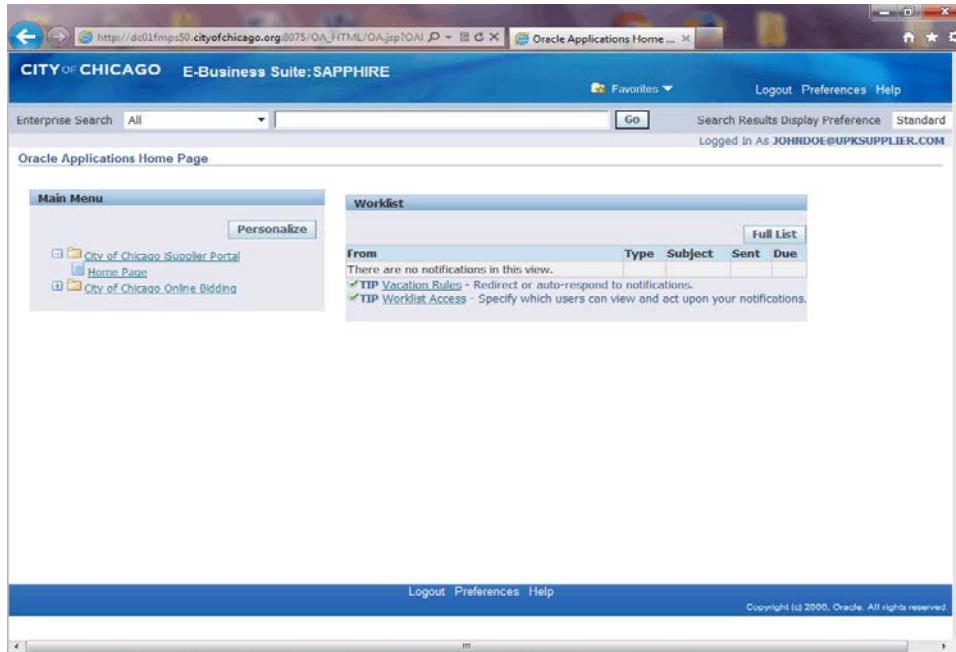 http://dc01fmps50.cityofchicago.org:8075/OA_HTML/OA.jsp?OAI
Oracle Applications Home ...
CITY OF CHICAGO E-Business Suite: SAPPHIRE
Favorites Logout Preferences Help
Enterprise Search All Go Search Results Display Preference Standard
Logged In As JOHNDOE@UPKSUPPLIER.COM
Oracle Applications Home Page
Main Menu
Personalize
City of Chicago iSupplier Portal
Home Page
City of Chicago Online Bidding
Worklist
Full List
From Type Subject Sent Due
There are no notifications in this view.
TIP Vacation Rules - Redirect or auto-respond to notifications.
TIP Worklist Access - Specify which users can view and act upon your notifications.
Logout Preferences Help
Copyright (c) 2006, Oracle. All rights reserved.